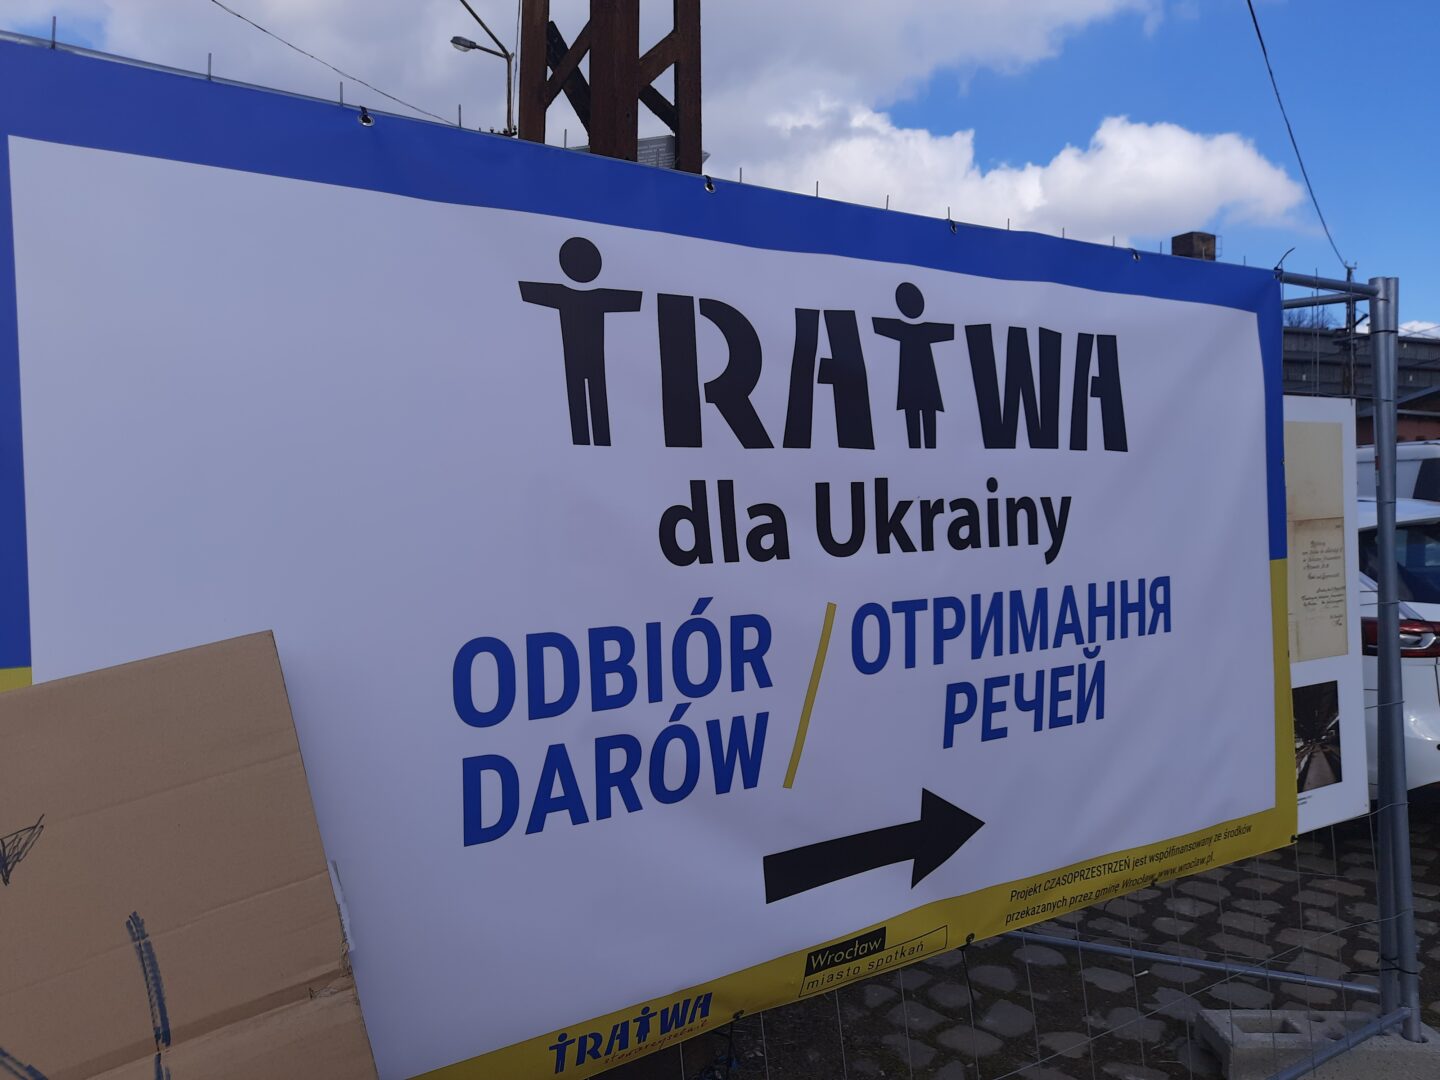 TRATWA
dla Ukrainy
ODBIÓR
DARÓW
/
ОТРИМАННЯ
РЕЧЕЙ
Projekt CZASOPRZESTRZEŃ jest współfinansowany ze środków
przekazanych przez gminę Wrocław, www.wroclaw.pl.
Wrocław
miasto spotkań
TRATWA
stowarzyszenie